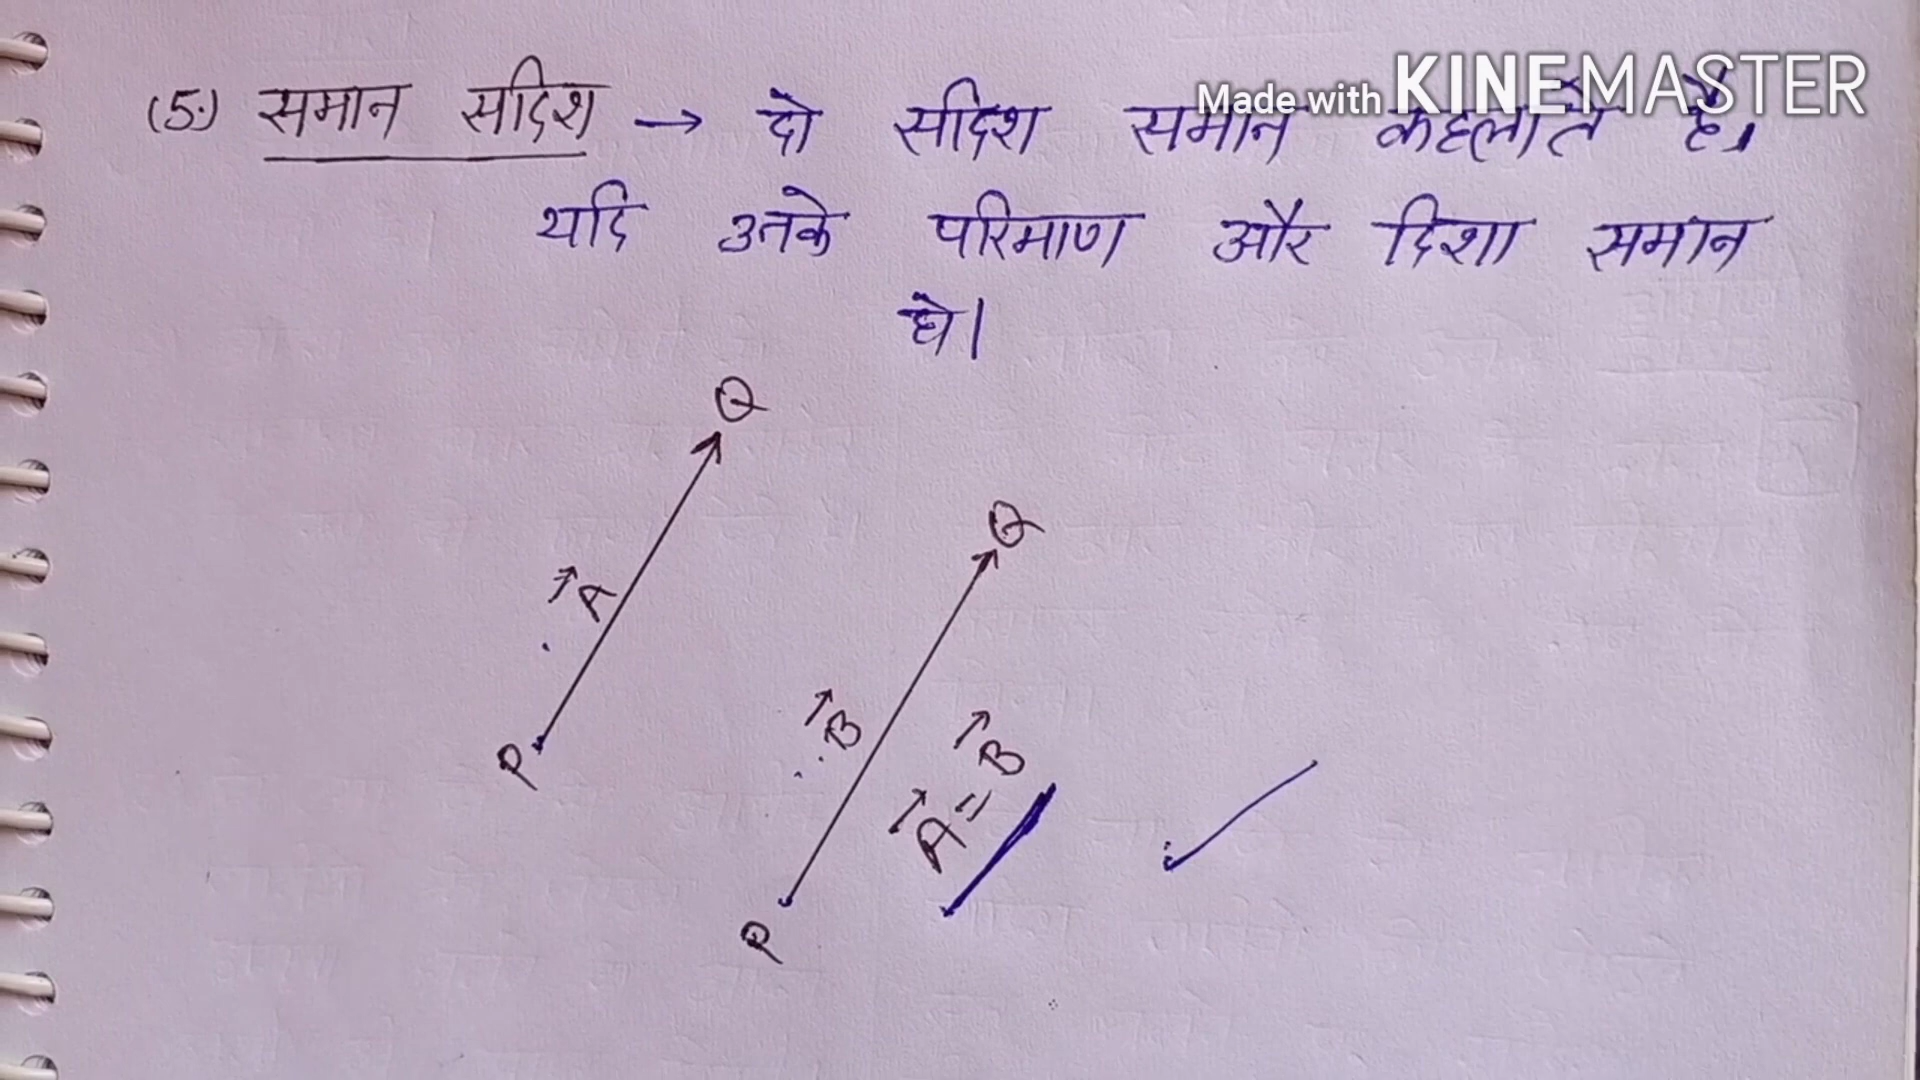 Made with KINEMASTER
(5.) समान सदिश → दो सदिश समान कहलाते है,
यदि उनके परिमाण और दिशा समान
हो।
Q
Q
A⃗
B⃗
P
A⃗ = B⃗
P